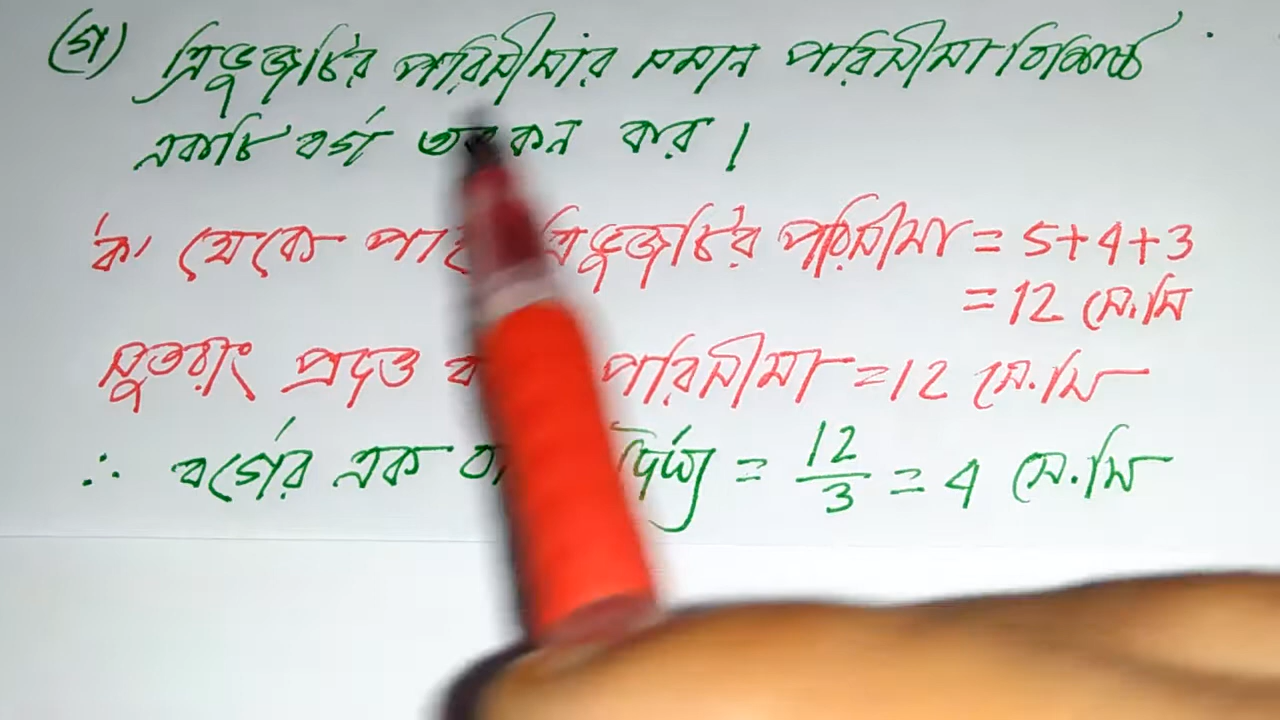 (গ) ত্রিভুজটির পরিসীমার সমান পরিসীমা বিশিষ্ট
একটি বর্গ অংকন কর।
'ক' থেকে পাই ত্রিভুজটির পরিসীমা = 5+4+3
= 12 সে.মি
সুতরাং প্রদত্ত পরিসীমা = 12 সে.মি
∴ বর্গের এক দৈর্ঘ্য = 12/3 = 4 সে.মি